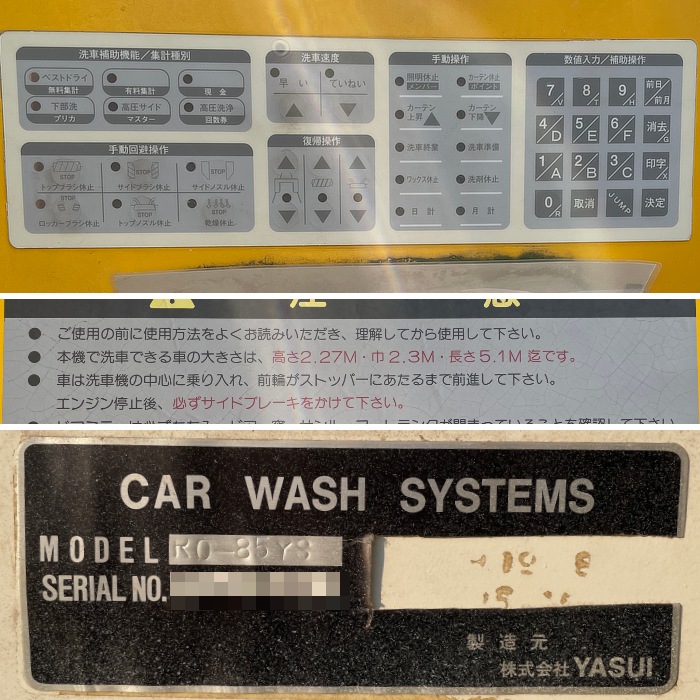 洗車補助機能/集計種別
ベストドライ
無料集計
有料集計
現金
下部洗
プリカ
高圧サイド
マスター
高圧洗浄
回数券
手動回避操作
STOP
トップブラシ休止
STOP
サイドブラシ休止
STOP
サイドノズル休止
STOP
ロッカーブラシ休止
STOP
トップノズル休止
STOP
乾燥休止
洗車速度
早い
ていねい
復帰操作
手動操作
照明休止
メンバー
カーテン休止
ポイント
カーテン
上昇
カーテン
下降
洗車終業
洗車準備
ワックス休止
洗剤休止
日計
月計
数値入力/補助操作
7/V
8/T
9/H
前日/前月
4/D
5/E
6/F
消去/G
1/A
2/B
3/C
印字/X
0/R
取消
JUMP
決定
注意
● ご使用の前に使用方法をよくお読みいただき、理解してから使用して下さい。
● 本機で洗車できる車の大きさは、高さ2.27M・巾2.3M・長さ5.1M迄です。
● 車は洗車機の中心に乗り入れ、前輪がストッパーにあたるまで前進して下さい。
エンジン停止後、必ずサイドブレーキをかけて下さい。
CAR WASH SYSTEMS
MODEL RO-85YS
SERIAL NO.
製造元
株式会社YASUI